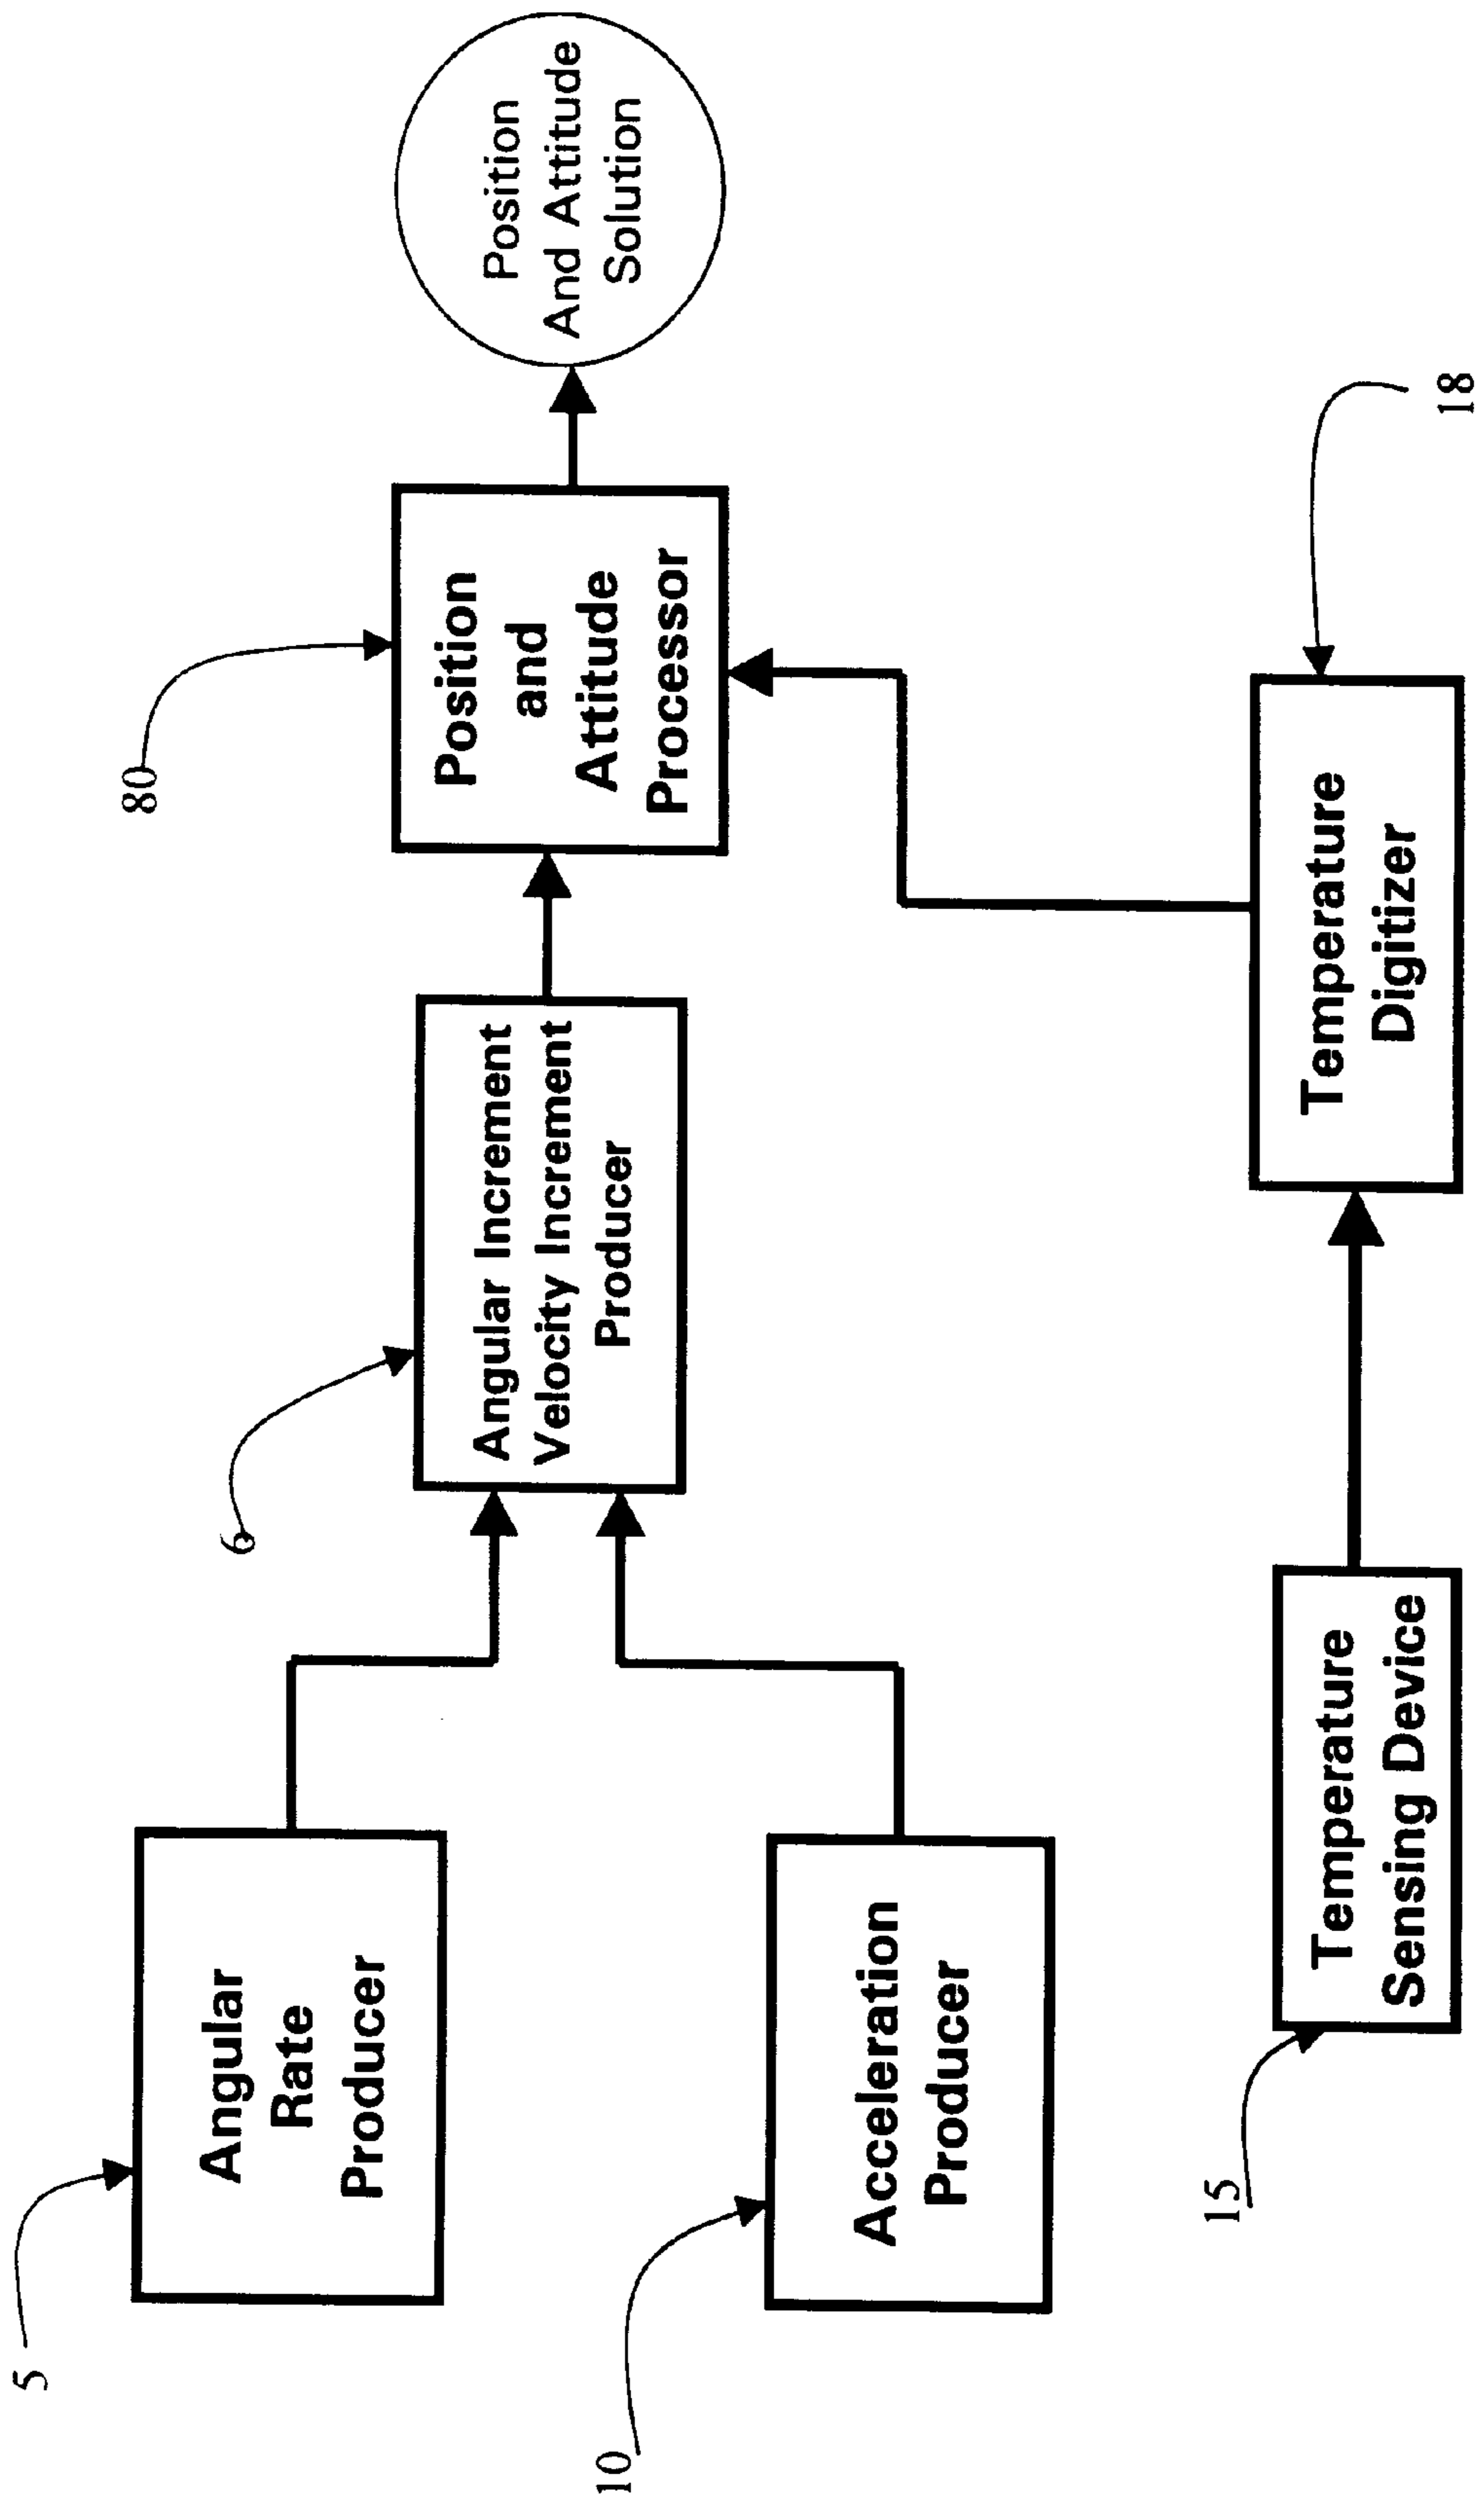 5
Angular
Rate
Producer
6
Angular Increment
Velocity Increment
Producer
80
Position
and
Attitude
Processor
Position
And Attitude
Solution
10
Acceleration
Producer
15
Temperature
Sensing Device
Temperature
Digitizer
18